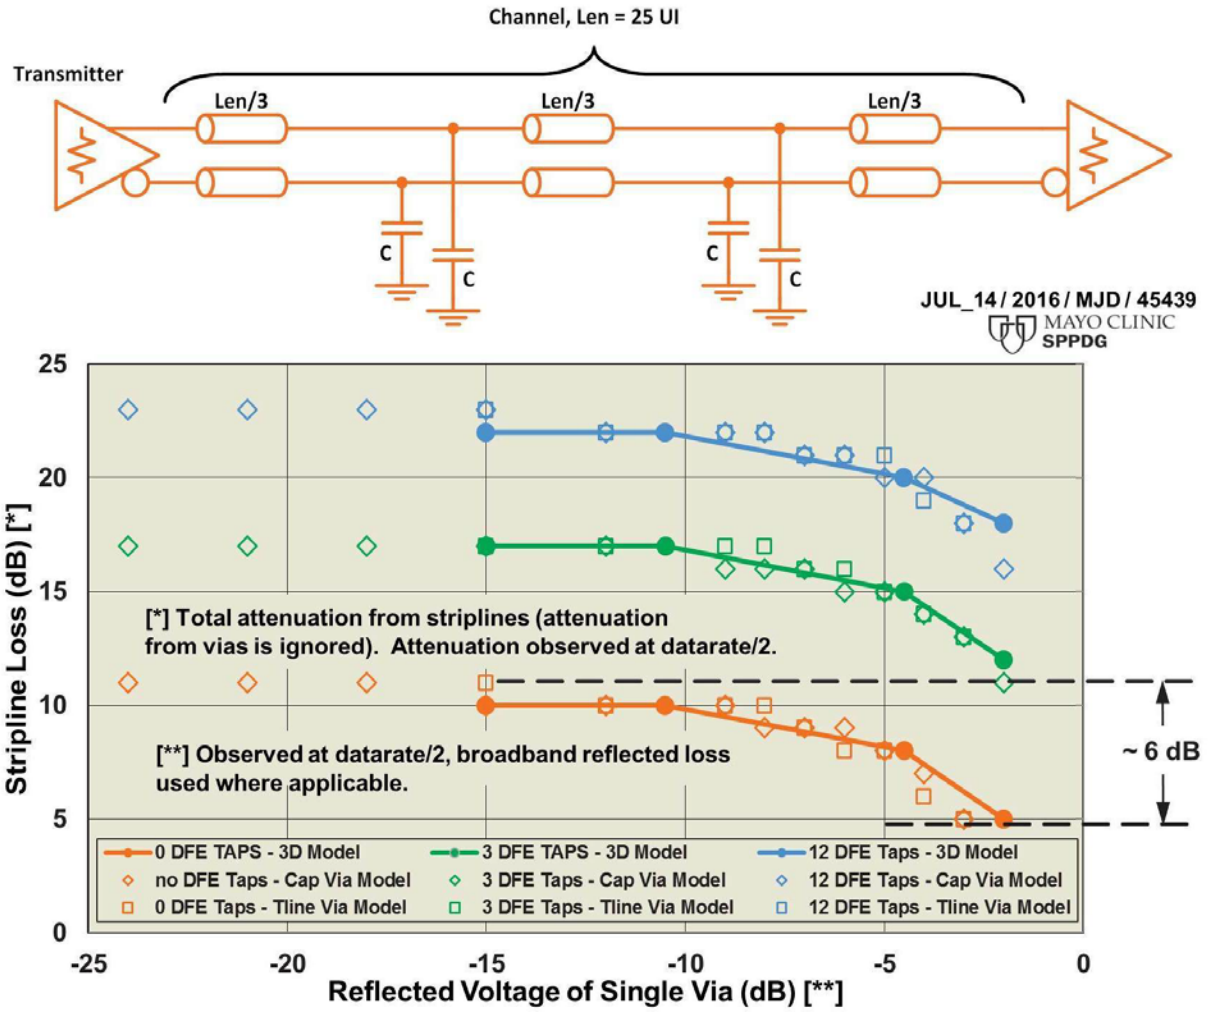 Channel, Len = 25 UI
Transmitter
Len/3
Len/3
Len/3
C
C
C
C
JUL_14 / 2016 / MJD / 45439
MAYO CLINIC
SPPDG
25
20
15
10
5
0
Stripline Loss (dB) [*]
[*] Total attenuation from striplines (attenuation
from vias is ignored). Attenuation observed at datarate/2.
~ 6 dB
[**] Observed at datarate/2, broadband reflected loss
used where applicable.
0 DFE TAPS - 3D Model
3 DFE TAPS - 3D Model
12 DFE Taps - 3D Model
no DFE Taps - Cap Via Model
3 DFE Taps - Cap Via Model
12 DFE Taps - Cap Via Model
0 DFE Taps - Tline Via Model
3 DFE Taps - Tline Via Model
12 DFE Taps - Tline Via Model
-25
-20
-15
-10
-5
0
Reflected Voltage of Single Via (dB) [**]